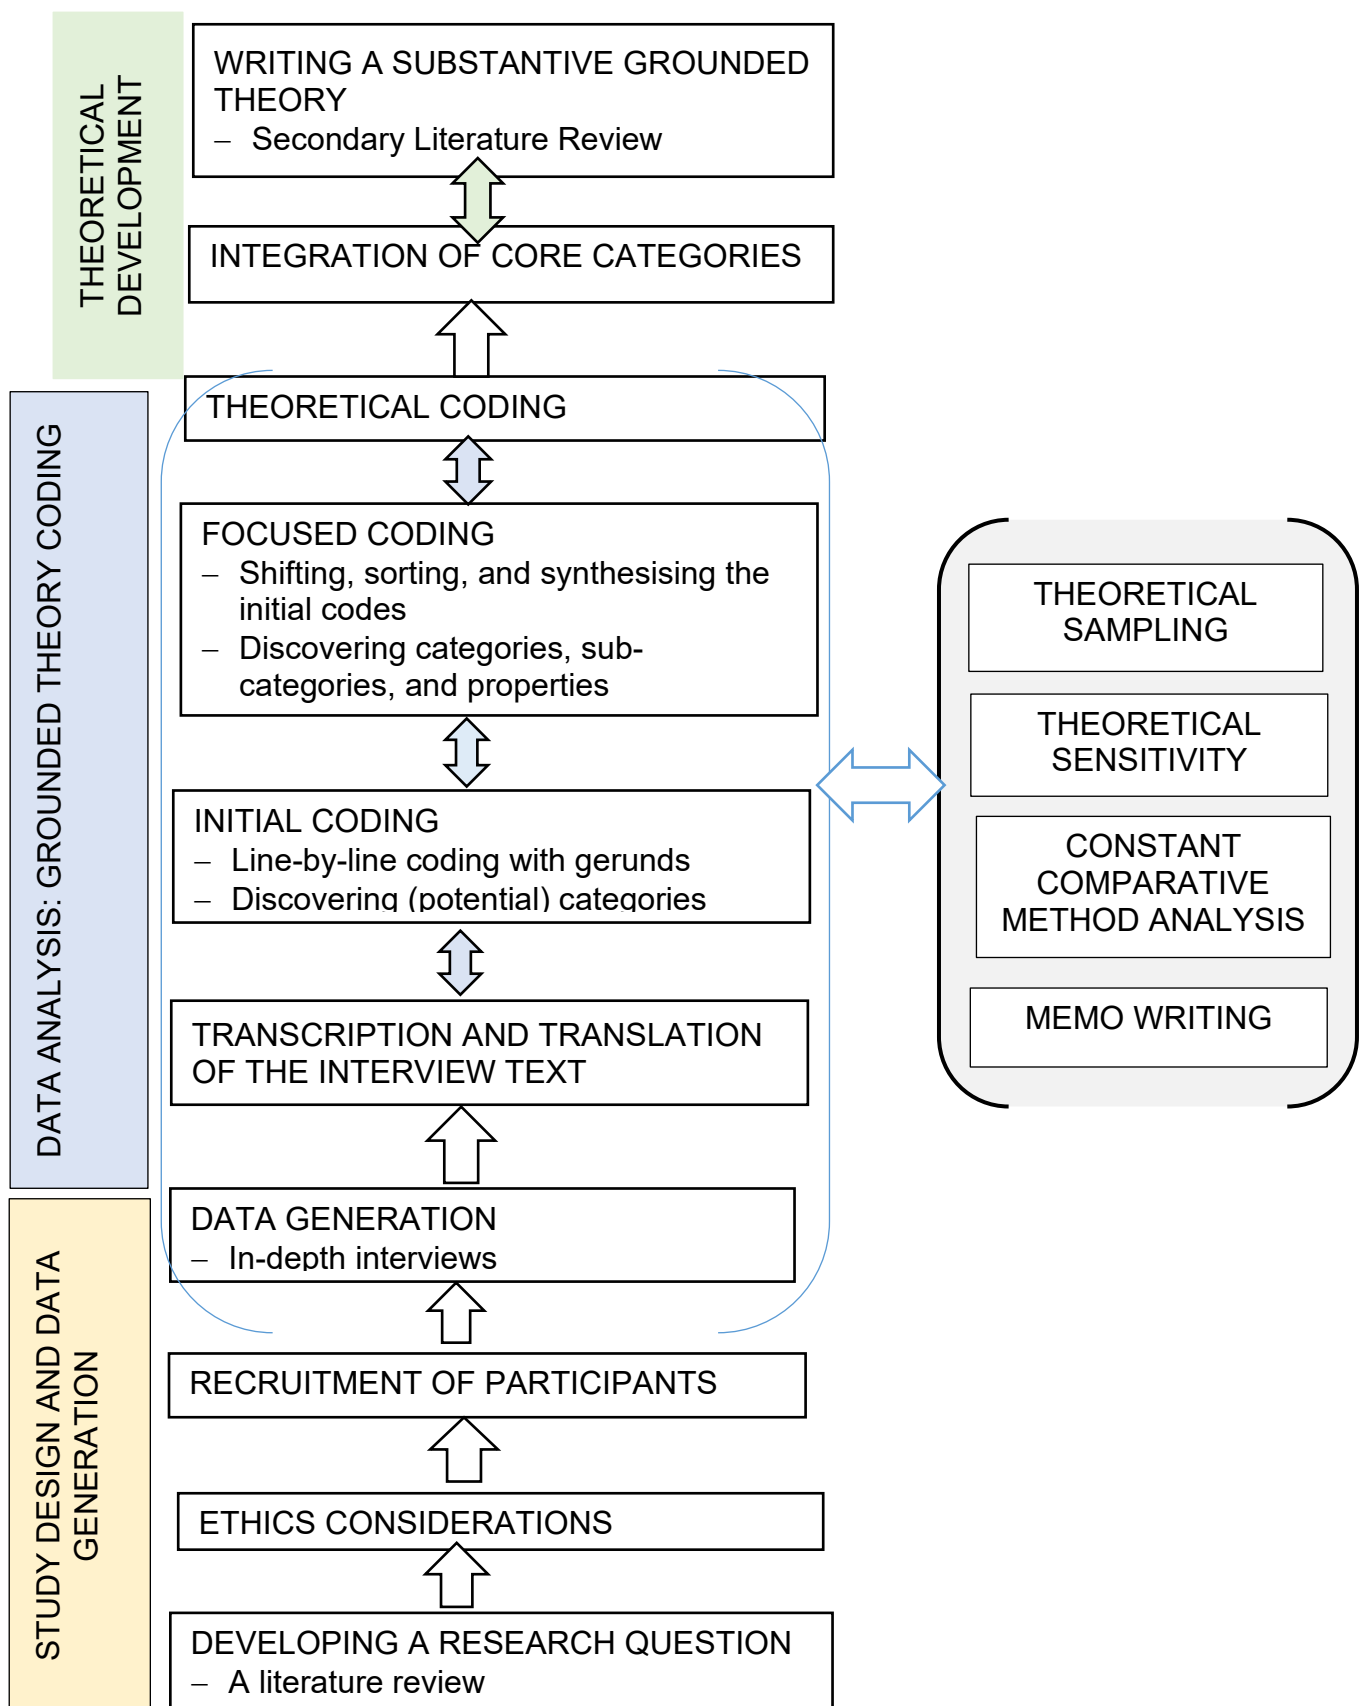 THEORETICAL
DEVELOPMENT
WRITING A SUBSTANTIVE GROUNDED
THEORY
– Secondary Literature Review
INTEGRATION OF CORE CATEGORIES
DATA ANALYSIS: GROUNDED THEORY CODING
THEORETICAL CODING
FOCUSED CODING
– Shifting, sorting, and synthesising the
initial codes
– Discovering categories, sub-
categories, and properties
INITIAL CODING
– Line-by-line coding with gerunds
– Discovering (potential) categories
TRANSCRIPTION AND TRANSLATION
OF THE INTERVIEW TEXT
THEORETICAL
SAMPLING
THEORETICAL
SENSITIVITY
CONSTANT
COMPARATIVE
METHOD ANALYSIS
MEMO WRITING
STUDY DESIGN AND DATA
GENERATION
DATA GENERATION
– In-depth interviews
RECRUITMENT OF PARTICIPANTS
ETHICS CONSIDERATIONS
DEVELOPING A RESEARCH QUESTION
– A literature review